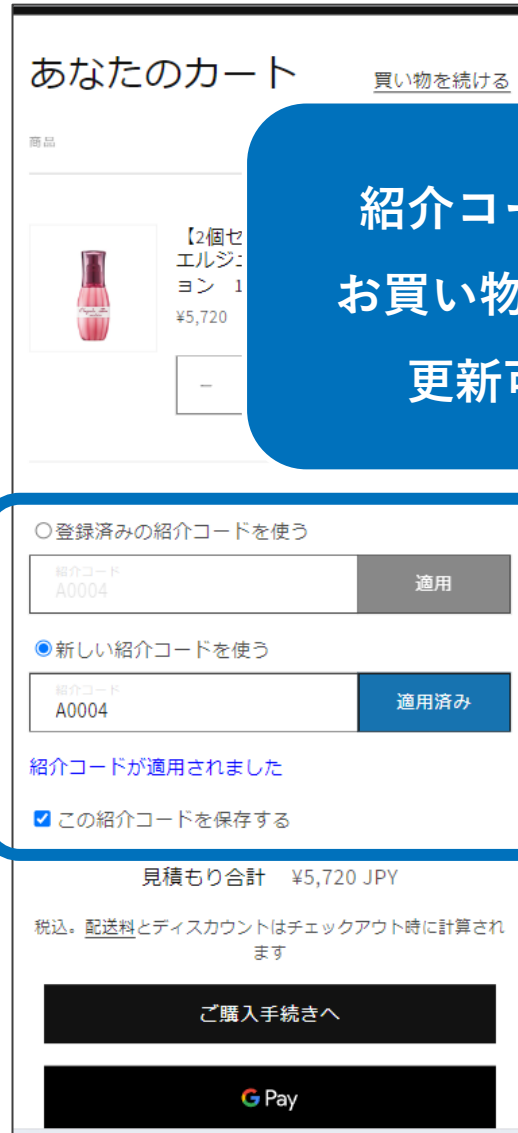 あなたのカート
買い物を続ける
商品
紹介コー
お買い物
更新可
【2個セ
エルジェ
ョン 1
¥5,720
−
登録済みの紹介コードを使う
紹介コード
A0004
適用
新しい紹介コードを使う
紹介コード
A0004
適用済み
紹介コードが適用されました
この紹介コードを保存する
見積もり合計 ¥5,720 JPY
税込。配送料とディスカウントはチェックアウト時に計算され
ます
ご購入手続きへ
G Pay